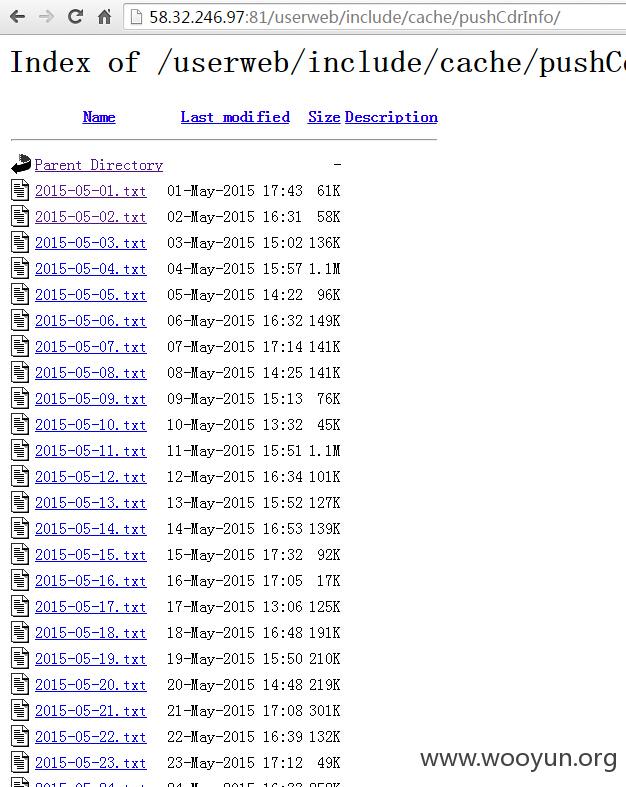 58.32.246.97:81/userweb/include/cache/pushCdrInfo/
Index of /userweb/include/cache/pushC
Name Last modified Size Description
Parent Directory -
2015-05-01.txt 01-May-2015 17:43 61K
2015-05-02.txt 02-May-2015 16:31 58K
2015-05-03.txt 03-May-2015 15:02 136K
2015-05-04.txt 04-May-2015 15:57 1.1M
2015-05-05.txt 05-May-2015 14:22 96K
2015-05-06.txt 06-May-2015 16:32 149K
2015-05-07.txt 07-May-2015 17:14 141K
2015-05-08.txt 08-May-2015 14:25 141K
2015-05-09.txt 09-May-2015 15:13 76K
2015-05-10.txt 10-May-2015 13:32 45K
2015-05-11.txt 11-May-2015 15:51 1.1M
2015-05-12.txt 12-May-2015 16:34 101K
2015-05-13.txt 13-May-2015 15:52 127K
2015-05-14.txt 14-May-2015 16:53 139K
2015-05-15.txt 15-May-2015 17:32 92K
2015-05-16.txt 16-May-2015 17:05 17K
2015-05-17.txt 17-May-2015 13:06 125K
2015-05-18.txt 18-May-2015 16:48 191K
2015-05-19.txt 19-May-2015 15:50 210K
2015-05-20.txt 20-May-2015 14:48 219K
2015-05-21.txt 21-May-2015 17:08 301K
2015-05-22.txt 22-May-2015 16:39 132K
2015-05-23.txt 23-May-2015 17:12 49K
www.wooyun.org